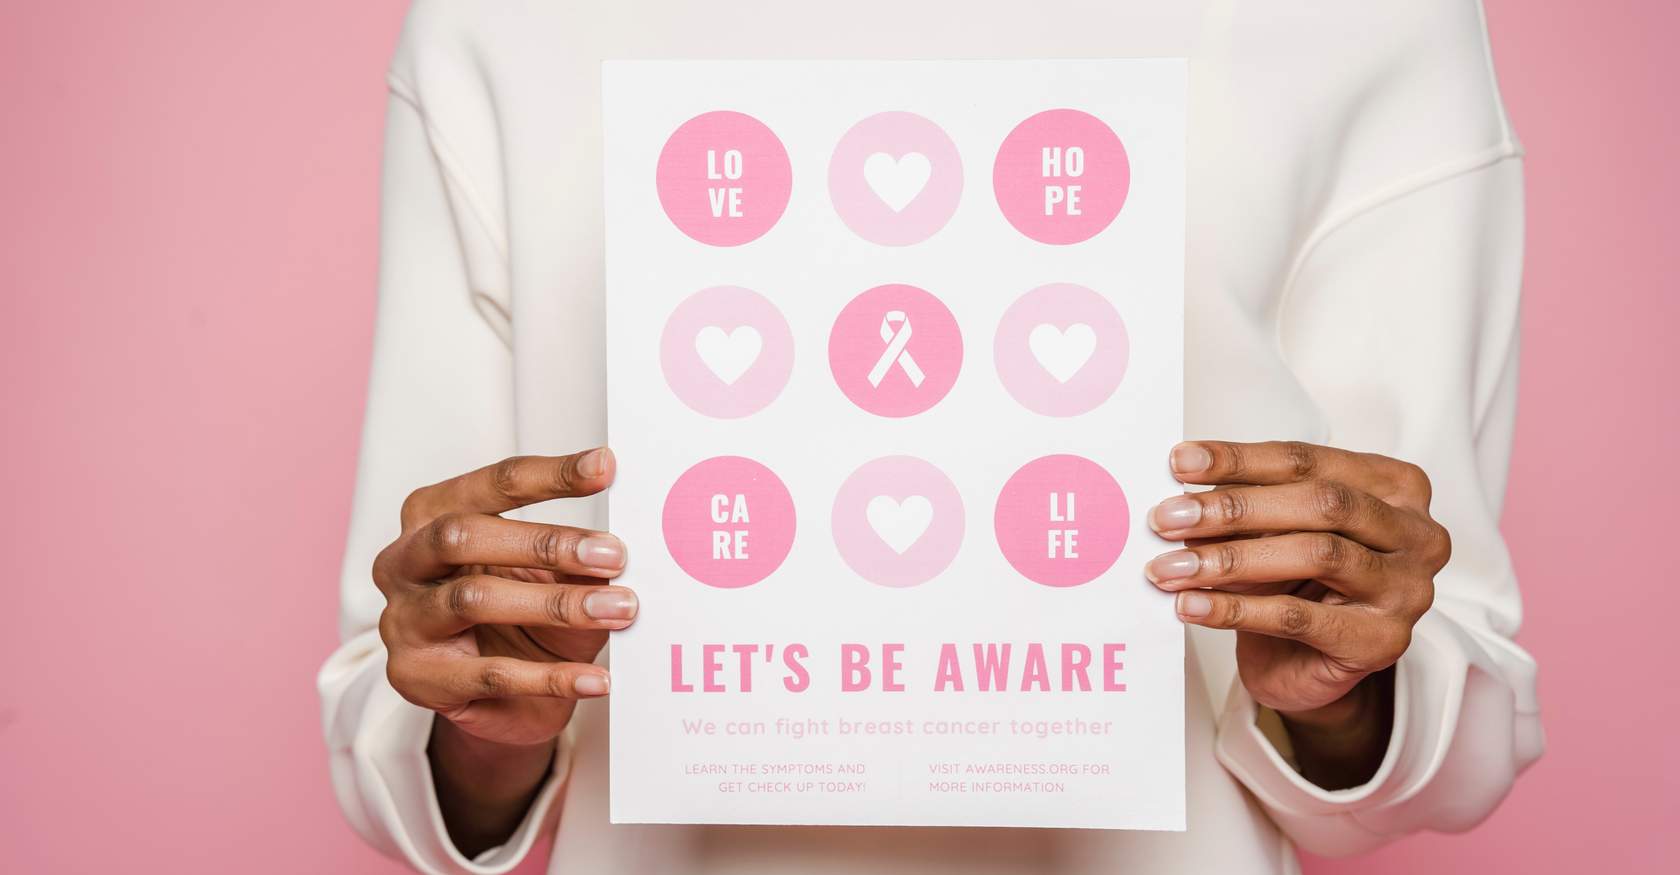 LO
VE
HO
PE
CA
RE
LI
FE
LET'S BE AWARE
We can fight breast cancer together
LEARN THE SYMPTOMS AND
GET CHECK UP TODAY!
VISIT AWARENESS.ORG FOR
MORE INFORMATION